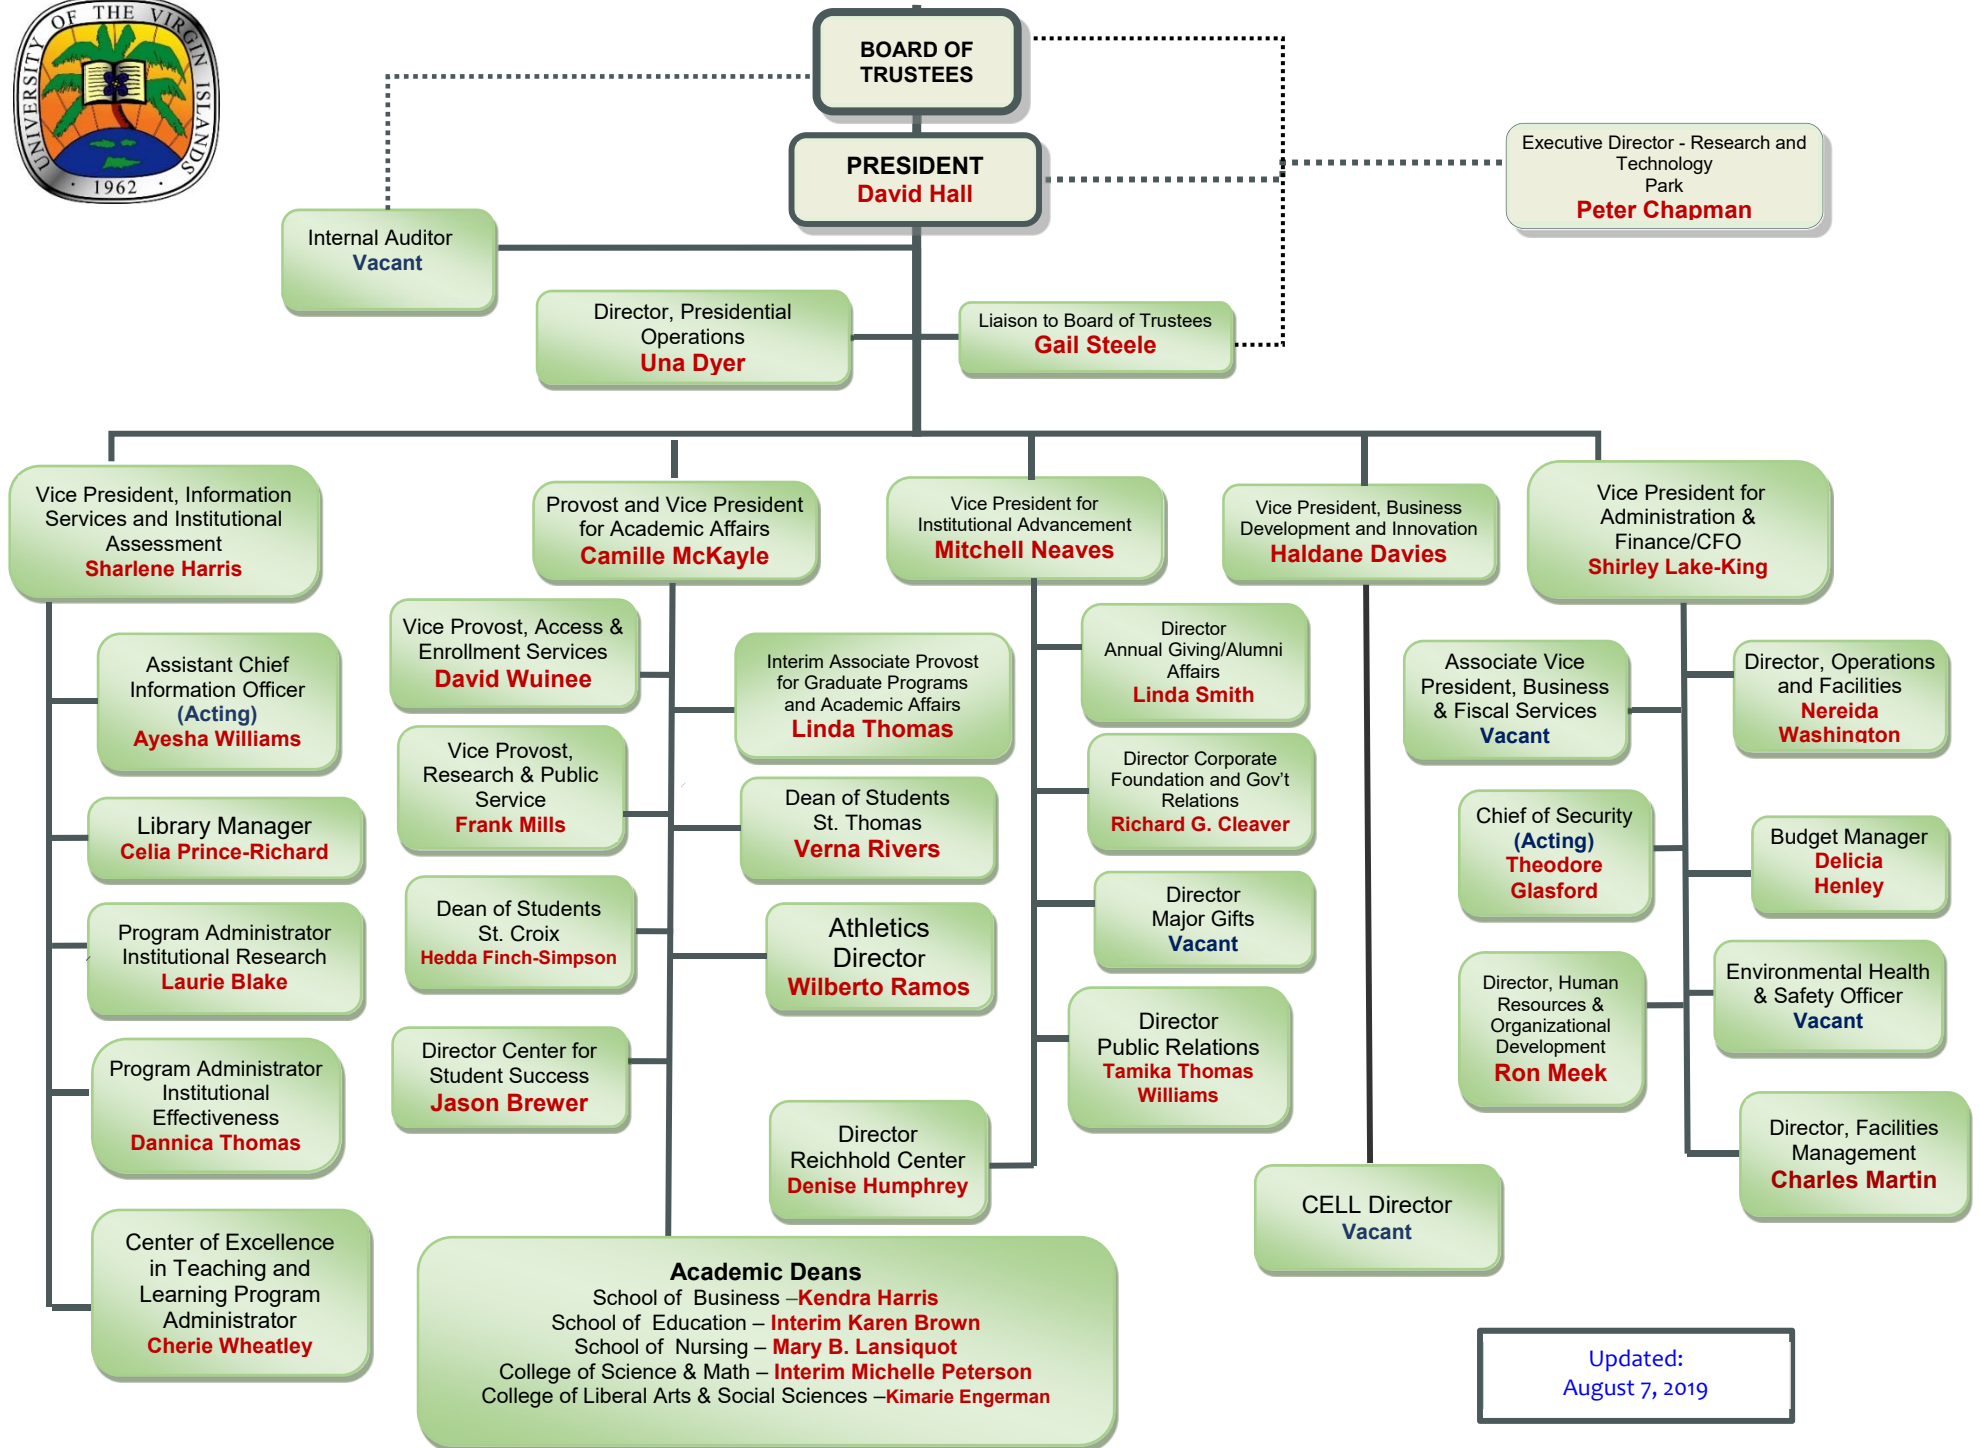 UNIVERSITY OF THE VIRGIN ISLANDS
· 1962 ·
BOARD OF
TRUSTEES
PRESIDENT
David Hall
Executive Director - Research and
Technology
Park
Peter Chapman
Internal Auditor
Vacant
Director, Presidential
Operations
Una Dyer
Liaison to Board of Trustees
Gail Steele
Vice President, Information
Services and Institutional
Assessment
Sharlene Harris
Provost and Vice President
for Academic Affairs
Camille McKayle
Vice President for
Institutional Advancement
Mitchell Neaves
Vice President, Business
Development and Innovation
Haldane Davies
Vice President for
Administration &
Finance/CFO
Shirley Lake-King
Assistant Chief
Information Officer
(Acting)
Ayesha Williams
Library Manager
Celia Prince-Richard
Program Administrator
Institutional Research
Laurie Blake
Program Administrator
Institutional
Effectiveness
Dannica Thomas
Center of Excellence
in Teaching and
Learning Program
Administrator
Cherie Wheatley
Vice Provost, Access &
Enrollment Services
David Wuinee
Vice Provost,
Research & Public
Service
Frank Mills
Dean of Students
St. Croix
Hedda Finch-Simpson
Director Center for
Student Success
Jason Brewer
Interim Associate Provost
for Graduate Programs
and Academic Affairs
Linda Thomas
Dean of Students
St. Thomas
Verna Rivers
Athletics
Director
Wilberto Ramos
Academic Deans
School of  Business –Kendra Harris
School of  Education – Interim Karen Brown
School of  Nursing – Mary B. Lansiquot
College of Science & Math – Interim Michelle Peterson
College of Liberal Arts & Social Sciences –Kimarie Engerman
Director
Annual Giving/Alumni
Affairs
Linda Smith
Director Corporate
Foundation and Gov't
Relations
Richard G. Cleaver
Director
Major Gifts
Vacant
Director
Public Relations
Tamika Thomas
Williams
Director
Reichhold Center
Denise Humphrey
CELL Director
Vacant
Associate Vice
President, Business
& Fiscal Services
Vacant
Chief of Security
(Acting)
Theodore
Glasford
Director, Human
Resources &
Organizational
Development
Ron Meek
Director, Operations
and Facilities
Nereida
Washington
Budget Manager
Delicia
Henley
Environmental Health
& Safety Officer
Vacant
Director, Facilities
Management
Charles Martin
Updated:
August 7, 2019